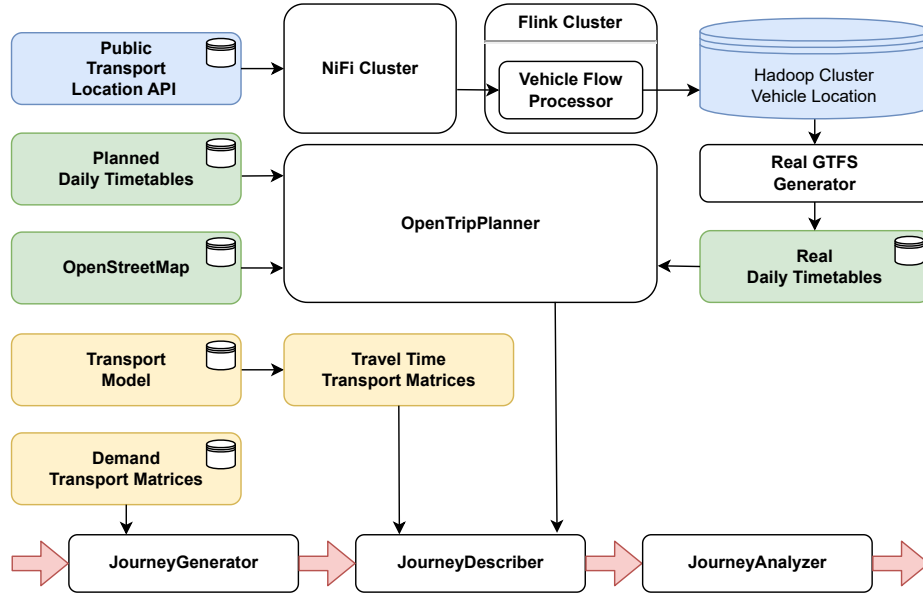 Public
Transport
Location API
NiFi Cluster
Flink Cluster
Vehicle Flow
Processor
Hadoop Cluster
Vehicle Location
Planned
Daily Timetables
OpenTripPlanner
Real GTFS
Generator
OpenStreetMap
Real
Daily Timetables
Transport
Model
Travel Time
Transport Matrices
Demand
Transport Matrices
JourneyGenerator
JourneyDescriber
JourneyAnalyzer